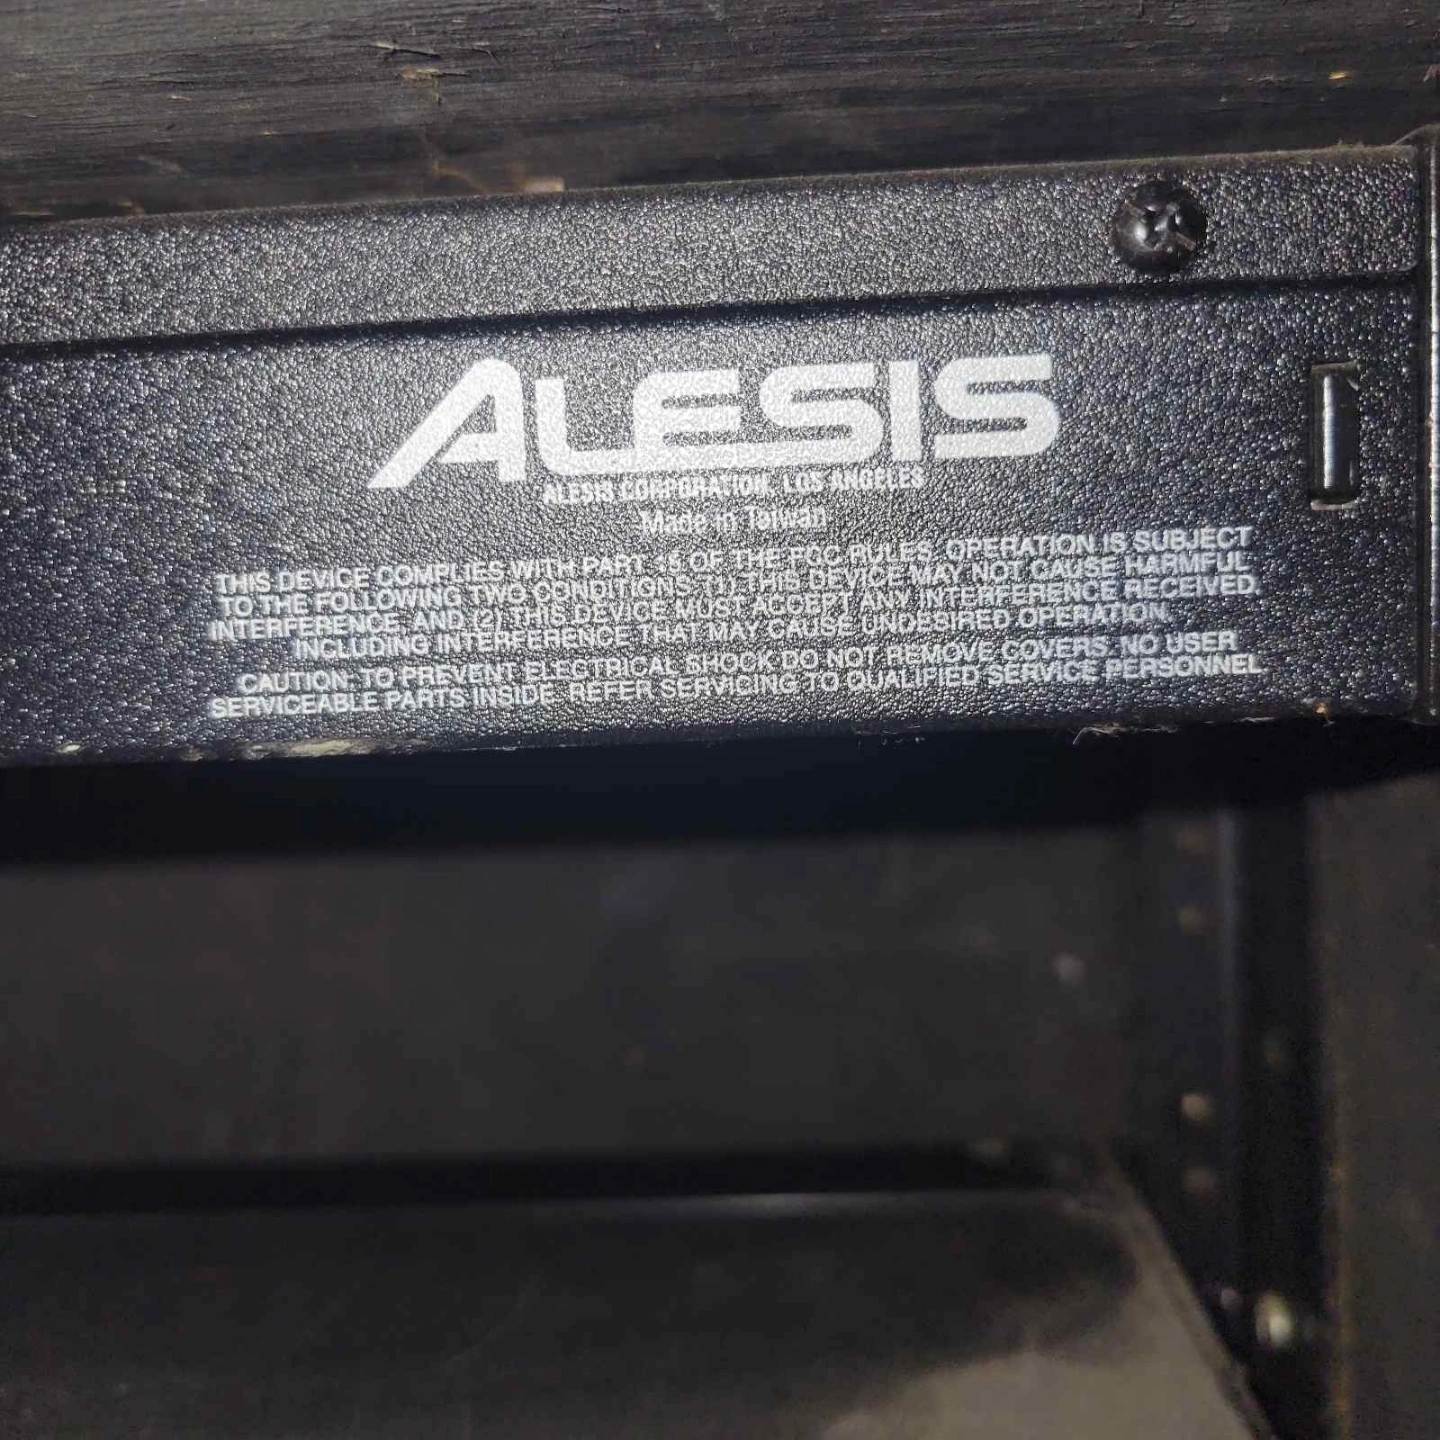 ALESIS
ALESIS CORPORATION, LOS ANGELES
Made in Taiwan
THIS DEVICE COMPLIES WITH PART 15 OF THE FCC RULES. OPERATION IS SUBJECT
TO THE FOLLOWING TWO CONDITIONS: (1) THIS DEVICE MAY NOT CAUSE HARMFUL
INTERFERENCE, AND (2) THIS DEVICE MUST ACCEPT ANY INTERFERENCE RECEIVED,
INCLUDING INTERFERENCE THAT MAY CAUSE UNDESIRED OPERATION.
CAUTION: TO PREVENT ELECTRICAL SHOCK DO NOT REMOVE COVERS. NO USER
SERVICEABLE PARTS INSIDE. REFER SERVICING TO QUALIFIED SERVICE PERSONNEL